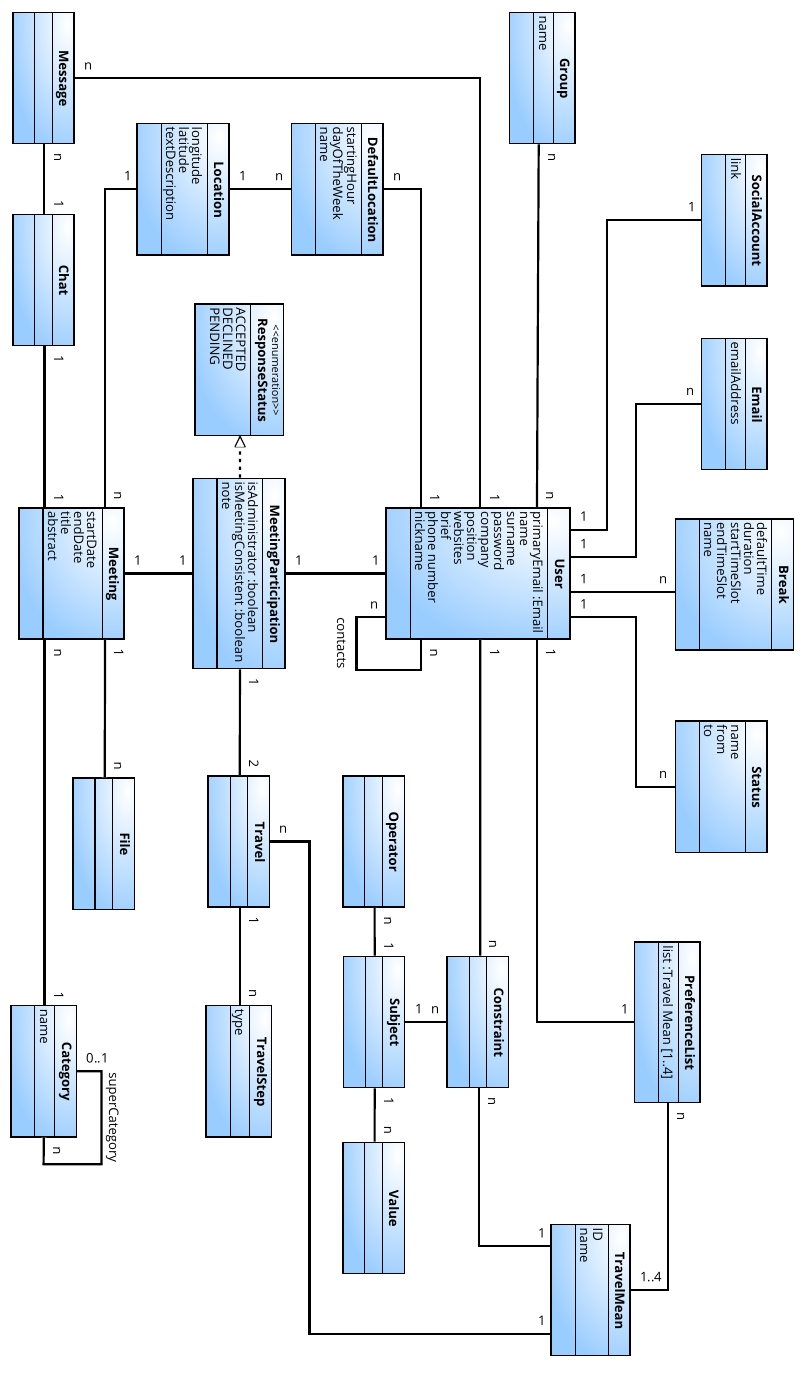 SocialAccount
link
1
Email
emailAddress
n
Break
defaultTime
duration
startTimeSlot
endTimeSlot
name
n
Status
name
from
to
n
PreferenceList
list :Travel Mean [1..4]
1
n
1..4
TravelMean
ID
name
1
1
Group
name
n
n
1
1
1
1
User
primaryEmail :Email
name
surname
password
company
position
websites
brief
phone number
nickname
1
1
1
1
1
n
n
contacts
Constraint
n
n
n
1
Operator
n
1
Subject
1
n
Value
DefaultLocation
startingHour
dayOfTheWeek
name
n
n
1
Location
longitude
latitude
textDescription
1
<<enumeration>>
ResponseStatus
ACCEPTED
DECLINED
PENDING
1
MeetingParticipation
isAdministrator :boolean
isMeetingConsistent :boolean
note
1
1
2
Travel
n
1
n
TravelStep
type
n
1
Meeting
startDate
endDate
title
abstract
1
n
File
n
Message
n
1
Chat
1
1
n
1
Category
name
0..1
superCategory
n